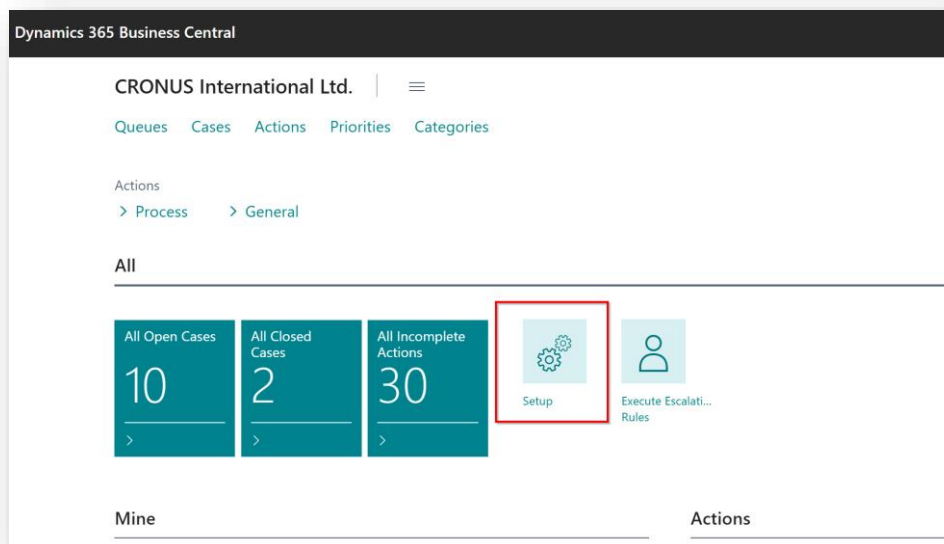 Dynamics 365 Business Central
CRONUS International Ltd.
Queues Cases Actions Priorities Categories
Actions
> Process > General
All
All Open Cases
10
All Closed
Cases
2
All Incomplete
Actions
30
Setup
Execute Escalati...
Rules
Mine
Actions